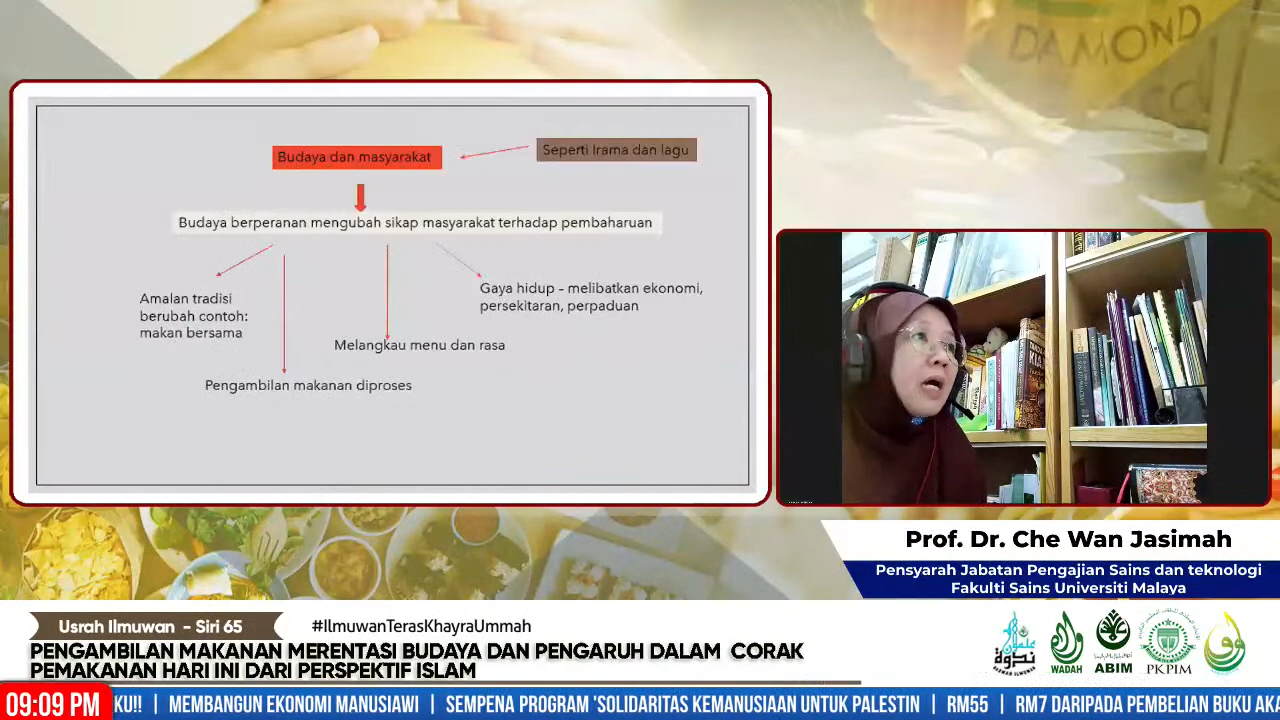 DAMOND
Budaya dan masyarakat
Seperti Irama dan lagu
Budaya berperanan mengubah sikap masyarakat terhadap pembaharuan
Amalan tradisi
berubah contoh:
makan bersama
Gaya hidup – melibatkan ekonomi,
persekitaran, perpaduan
Melangkau menu dan rasa
Pengambilan makanan diproses
Prof. Dr. Che Wan Jasimah
Pensyarah Jabatan Pengajian Sains dan teknologi
Fakulti Sains Universiti Malaya
Usrah Ilmuwan - Siri 65
#IlmuwanTerasKhayraUmmah
PENGAMBILAN MAKANAN MERENTASI BUDAYA DAN PENGARUH DALAM CORAK
PEMAKANAN HARI INI DARI PERSPEKTIF ISLAM
WADAH
ABIM
PKPIM
09:09 PM
KU!! | MEMBANGUN EKONOMI MANUSIAWI | SEMPENA PROGRAM 'SOLIDARITAS KEMANUSIAAN UNTUK PALESTIN | RM55 | RM7 DARIPADA PEMBELIAN BUKU AKA